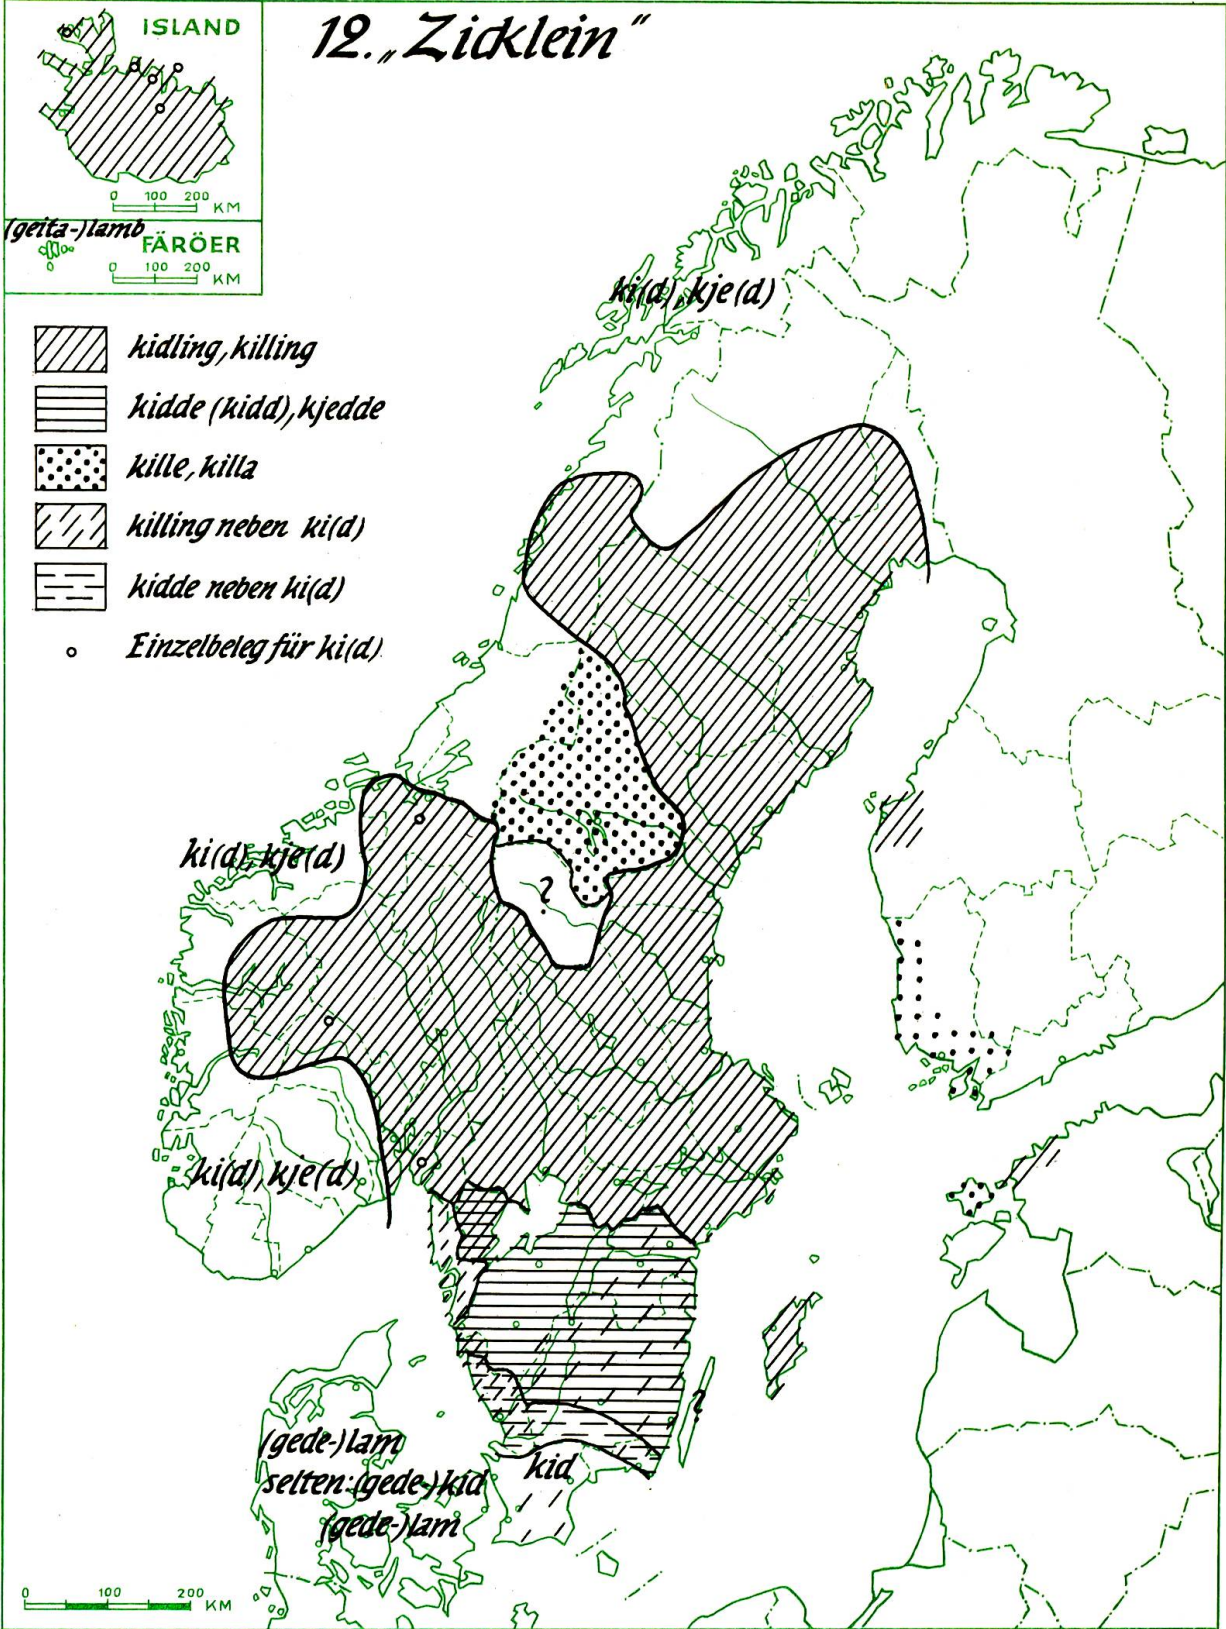 12. „Zicklein“
ISLAND
0 100 200 KM
(geita-)lamb
FÄRÖER
0 100 200 KM
ki(d), kje(d)
kidling, killing
kidde (kidd), kjedde
kille, killa
killing neben ki(d)
kidde neben ki(d)
Einzelbeleg für ki(d)
ki(d), kje(d)
?
ki(d), kje(d)
?
(gede-)lam
kid
selten: (gede-)kid
(gede-)lam
0 100 200 KM